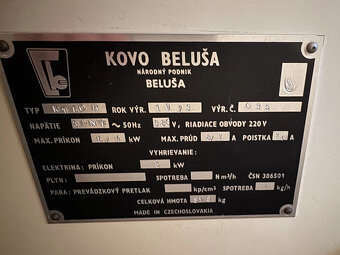 KOVO BELUŠA
NÁRODNÝ PODNIK
BELUŠA
TYP ROK VÝR. VÝR. Č.
NAPÄTIE ~ 50Hz V, RIADIACE OBVODY 220 V
MAX. PRÍKON kW MAX. PRÚD A POISTKA A
VYHRIEVANIE:
ELEKTRINA: PRÍKON kW
PLYN: SPOTREBA Nm³/h ČSN 386501
PARA: PREVÁDZKOVÝ PRETLAK kp/cm² SPOTREBA kg/h
CELKOVÁ HMOTA kg
MADE IN CZECHOSLOVAKIA